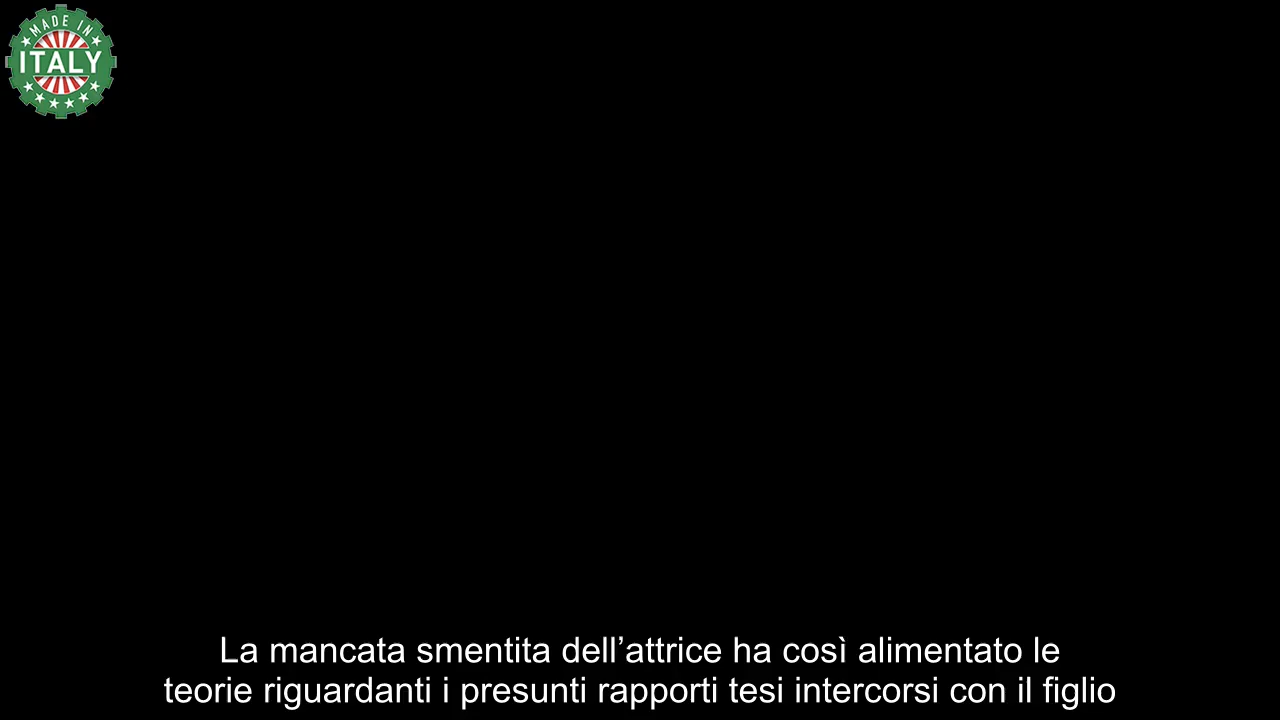 MADE IN
ITALY
La mancata smentita dell’attrice ha così alimentato le
teorie riguardanti i presunti rapporti tesi intercorsi con il figlio